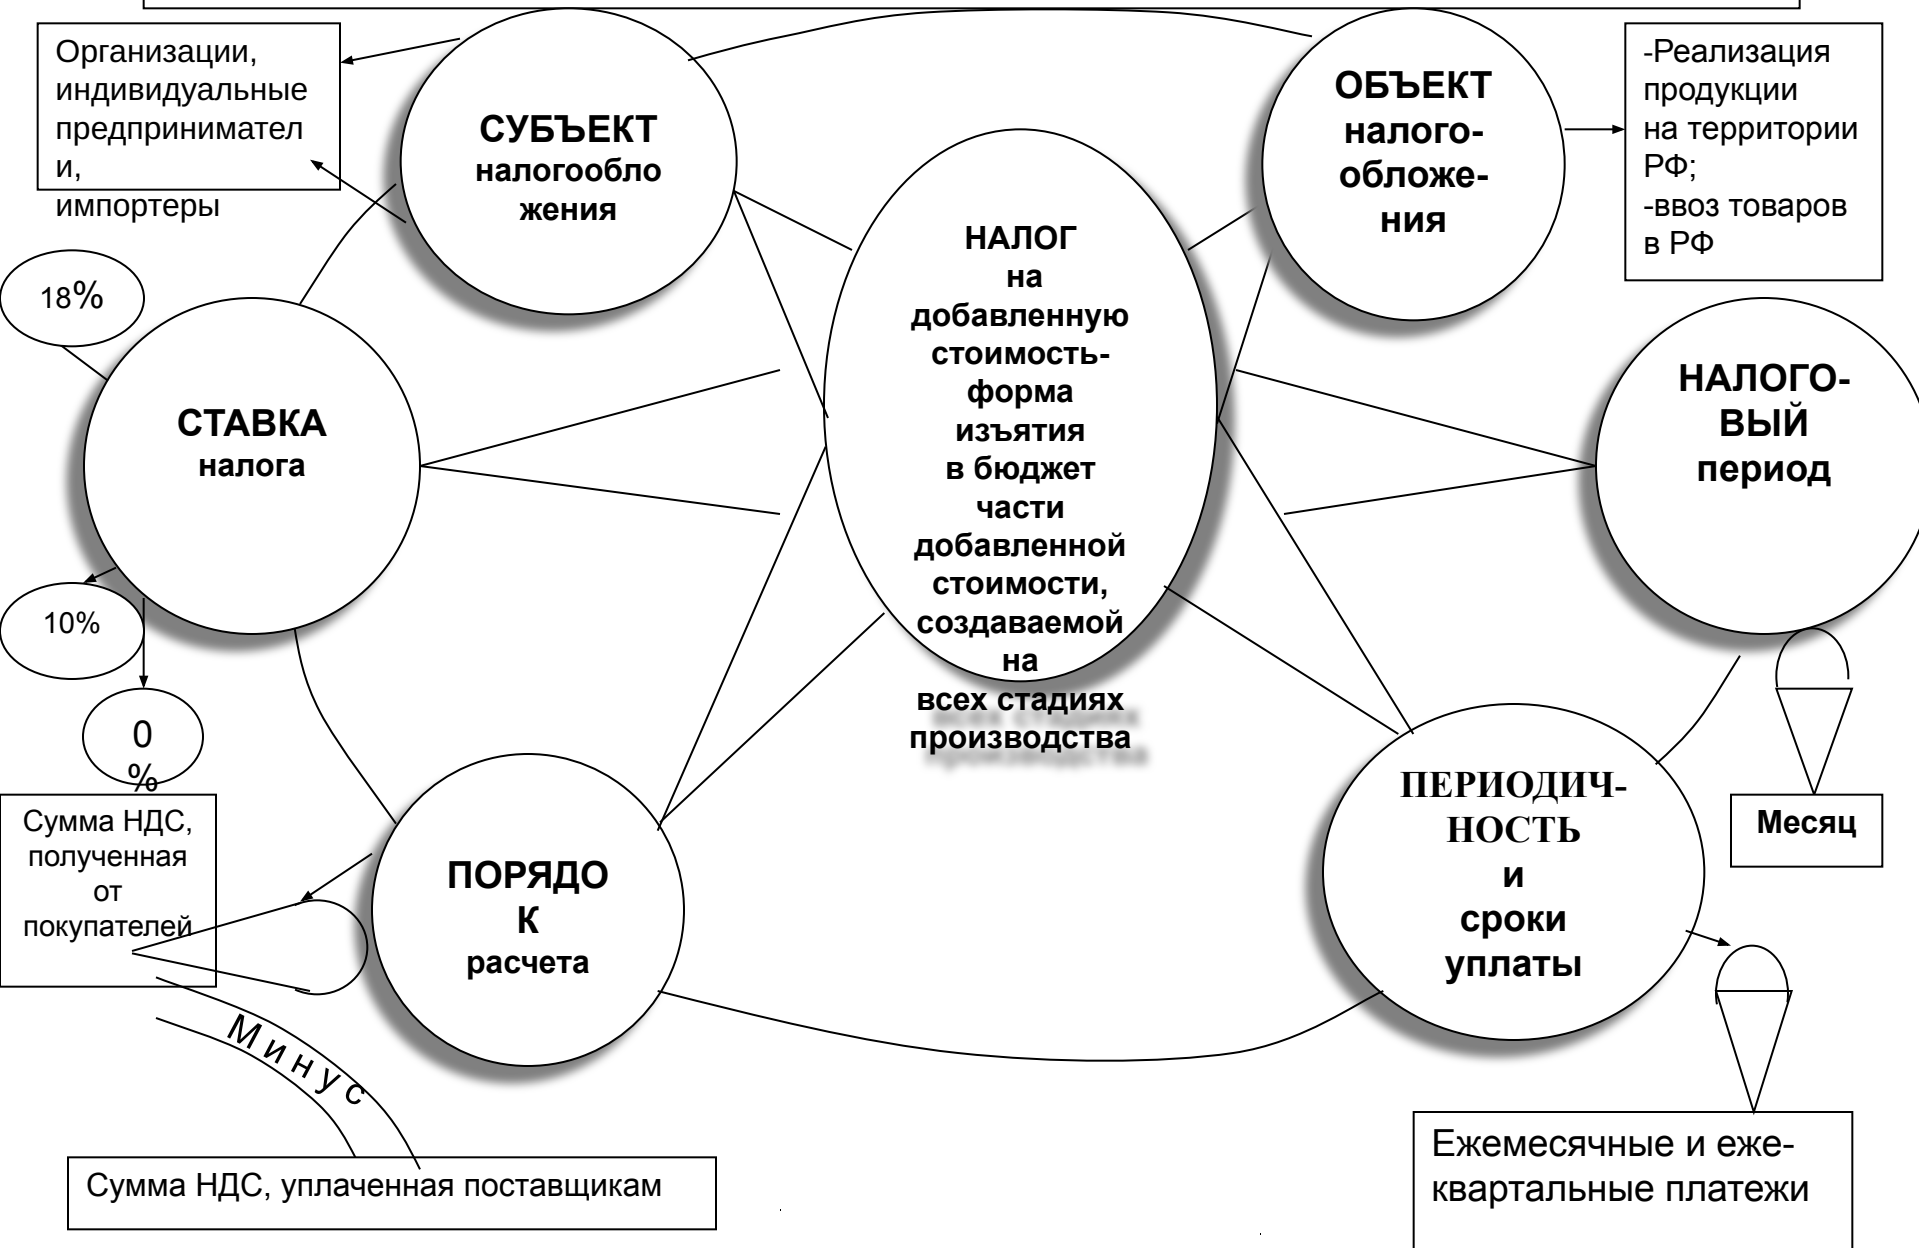 Организации,
индивидуальные
предпринимател
и,
импортеры
СУБЪЕКТ
налогообло
жения
ОБЪЕКТ
налого-
обложе-
ния
-Реализация
продукции
на территории
РФ;
-ввоз товаров
в РФ
18%
СТАВКА
налога
10%
0
%
НАЛОГ
на
добавленную
стоимость-
форма
изъятия
в бюджет
части
добавленной
стоимости,
создаваемой
на
всех стадиях
производства
НАЛОГО-
ВЫЙ
период
Месяц
Сумма НДС,
полученная
от
покупателей
ПОРЯДО
К
расчета
ПЕРИОДИЧ-
НОСТЬ
и
сроки
уплаты
Минус
Сумма НДС, уплаченная поставщикам
Ежемесячные и еже-
квартальные платежи